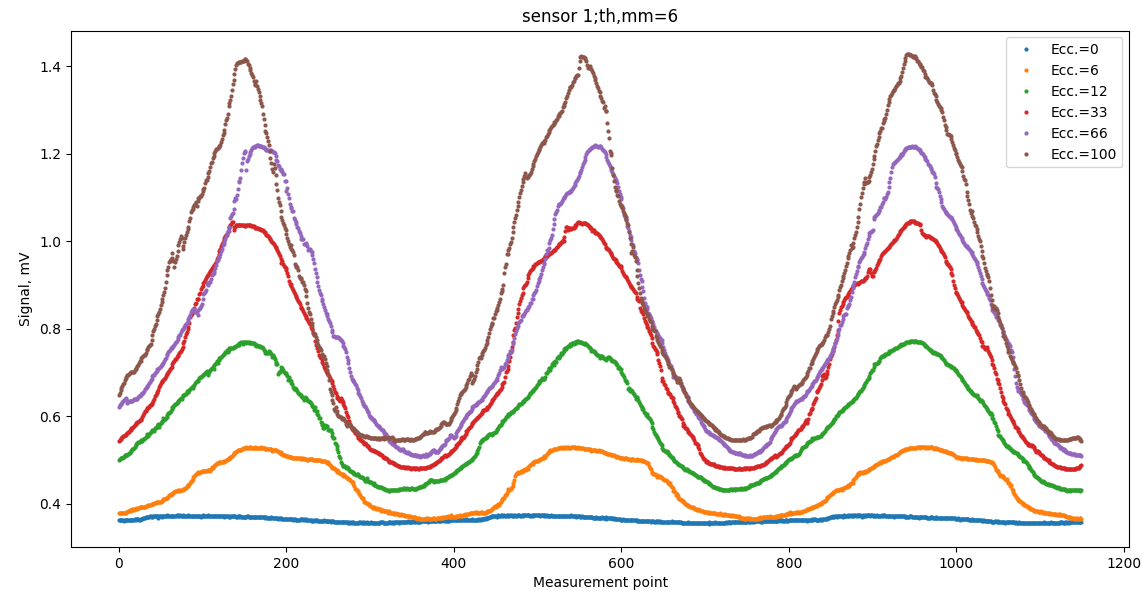 sensor 1;th,mm=6
Signal, mV
1.4
1.2
1.0
0.8
0.6
0.4
0
200
400
600
800
1000
1200
Measurement point
Ecc.=0
Ecc.=6
Ecc.=12
Ecc.=33
Ecc.=66
Ecc.=100